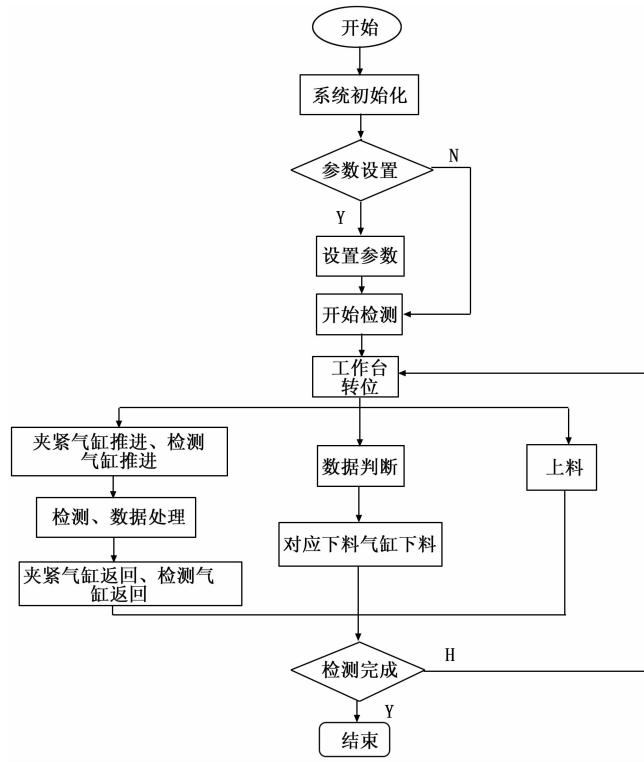 开始
系统初始化
参数设置
N
Y
设置参数
开始检测
工作台
转位
夹紧气缸推进、检测
气缸推进
数据判断
上料
检测、数据处理
对应下料气缸下料
夹紧气缸返回、检测气
缸返回
检测完成
H
Y
结束